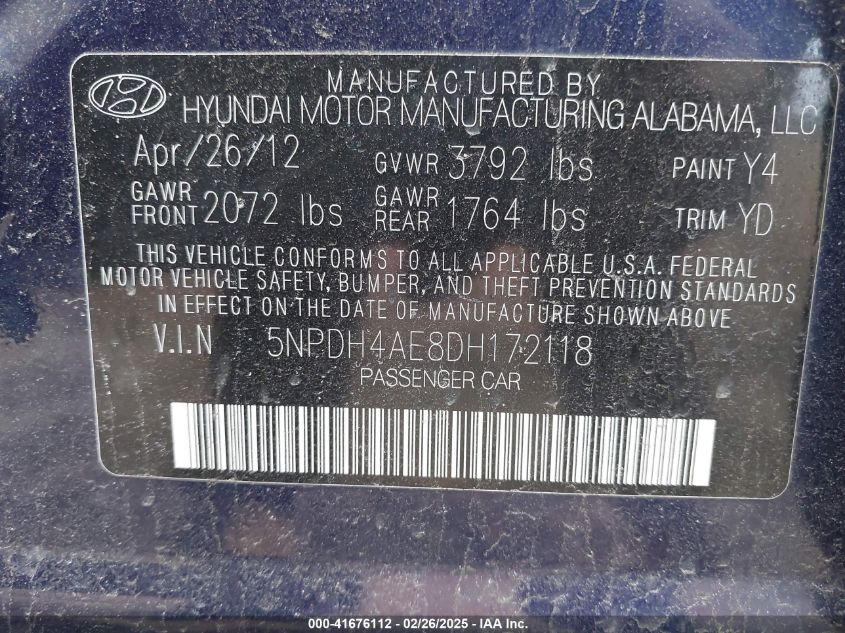 MANUFACTURED BY
HYUNDAI MOTOR MANUFACTURING ALABAMA, LLC
Apr/26/12 GVWR 3792 lbs PAINT Y4
GAWR FRONT 2072 lbs GAWR REAR 1764 lbs TRIM YD
THIS VEHICLE CONFORMS TO ALL APPLICABLE U.S.A. FEDERAL
MOTOR VEHICLE SAFETY, BUMPER, AND THEFT PREVENTION STANDARDS
IN EFFECT ON THE DATE OF MANUFACTURE SHOWN ABOVE
V.I.N 5NPDH4AE8DH172118
PASSENGER CAR
000-41676112 - 02/26/2025 - IAA Inc.